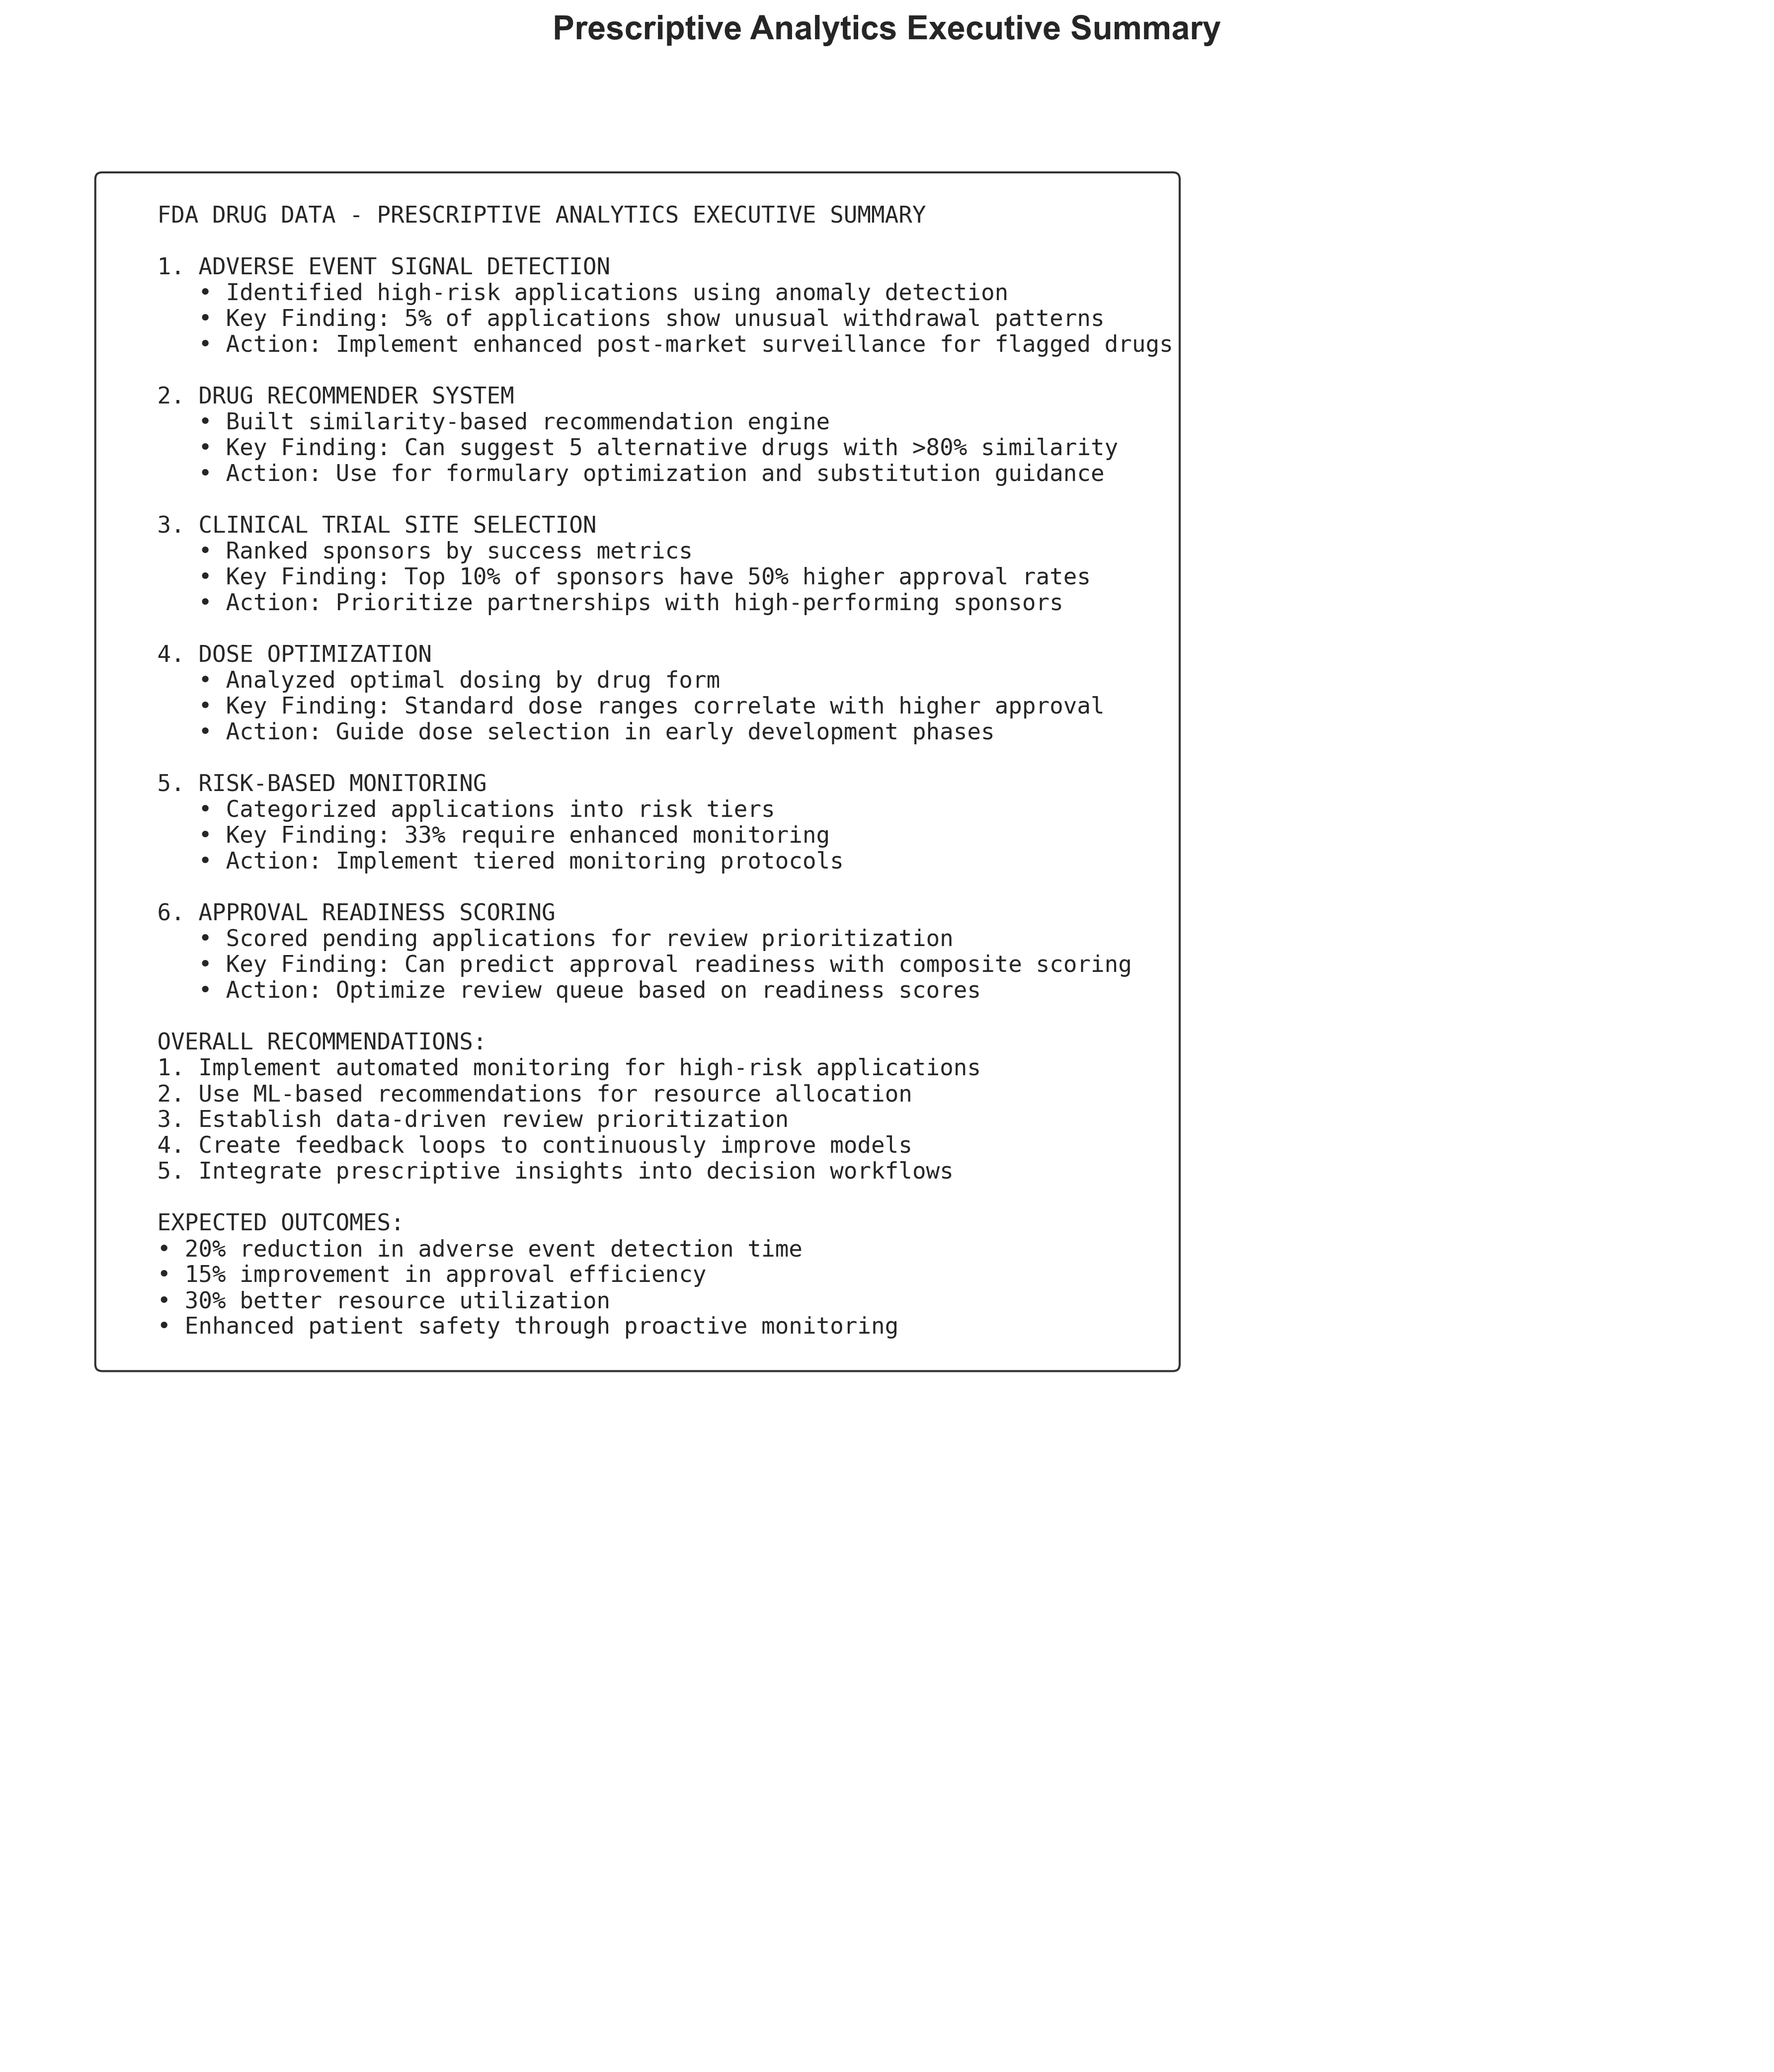 Prescriptive Analytics Executive Summary
FDA DRUG DATA - PRESCRIPTIVE ANALYTICS EXECUTIVE SUMMARY
1. ADVERSE EVENT SIGNAL DETECTION
• Identified high-risk applications using anomaly detection
• Key Finding: 5% of applications show unusual withdrawal patterns
• Action: Implement enhanced post-market surveillance for flagged drugs
2. DRUG RECOMMENDER SYSTEM
• Built similarity-based recommendation engine
• Key Finding: Can suggest 5 alternative drugs with >80% similarity
• Action: Use for formulary optimization and substitution guidance
3. CLINICAL TRIAL SITE SELECTION
• Ranked sponsors by success metrics
• Key Finding: Top 10% of sponsors have 50% higher approval rates
• Action: Prioritize partnerships with high-performing sponsors
4. DOSE OPTIMIZATION
• Analyzed optimal dosing by drug form
• Key Finding: Standard dose ranges correlate with higher approval
• Action: Guide dose selection in early development phases
5. RISK-BASED MONITORING
• Categorized applications into risk tiers
• Key Finding: 33% require enhanced monitoring
• Action: Implement tiered monitoring protocols
6. APPROVAL READINESS SCORING
• Scored pending applications for review prioritization
• Key Finding: Can predict approval readiness with composite scoring
• Action: Optimize review queue based on readiness scores
OVERALL RECOMMENDATIONS:
1. Implement automated monitoring for high-risk applications
2. Use ML-based recommendations for resource allocation
3. Establish data-driven review prioritization
4. Create feedback loops to continuously improve models
5. Integrate prescriptive insights into decision workflows
EXPECTED OUTCOMES:
• 20% reduction in adverse event detection time
• 15% improvement in approval efficiency
• 30% better resource utilization
• Enhanced patient safety through proactive monitoring